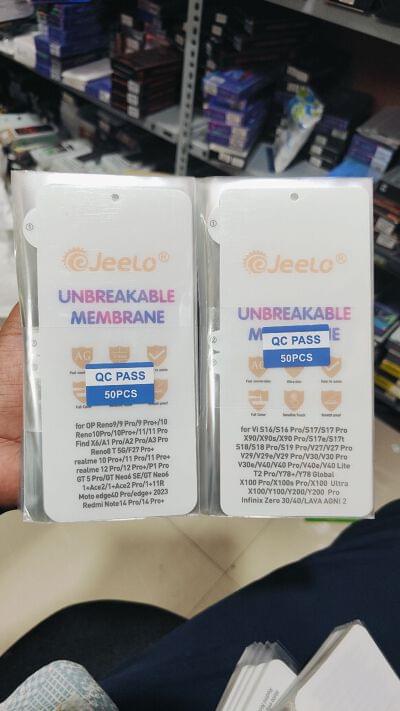 eJeelo®
UNBREAKABLE
MEMBRANE
AG
QC PASS
50PCS
for OP Reno9/9 Pro/9 Pro+/10
Reno10Pro/10Pro+/11/11 Pro
Find X6/A1 Pro/A2 Pro/A3 Pro
Reno8 T 5G/F27 Pro+
realme 10 Pro+/11 Pro/11 Pro+
realme 12 Pro/12 Pro+/P1 Pro
GT 5 Pro/GT Neo6 SE/GT Neo6
1+Ace2/1+Ace2 Pro/1+11R
Moto edge40 Pro/edge+ 2023
Redmi Note14 Pro/14 Pro+
eJeelo®
UNBREAKABLE
QC PASS
50PCS
for Vi S16/S16 Pro/S17/S17 Pro
X90/X90s/X90 Pro/S17e/S17t
S18/S18 Pro/S19 Pro/V27/V27 Pro
V29/V29e/V29 Pro/V30/V30 Pro
V30e/V40/V40 Pro/V40e/V40 Lite
T2 Pro/Y78+/Y78 Global
X100 Pro/X100s Pro/X100 Ultra
X100/Y100/Y200/Y200 Pro
Infinix Zero 30/40/LAVA AGNI 2